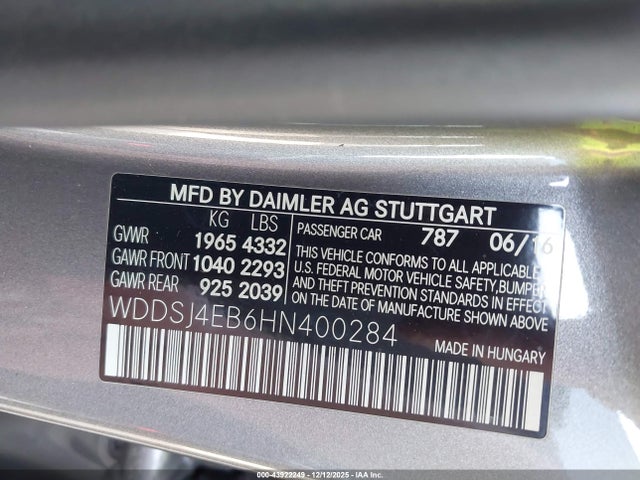 MFD BY DAIMLER AG STUTTGART
KG LBS
GVWR 1965 4332
GAWR FRONT 1040 2293
GAWR REAR 925 2039
PASSENGER CAR 787 06/16
THIS VEHICLE CONFORMS TO ALL APPLICABLE
U.S. FEDERAL MOTOR VEHICLE SAFETY, BUMPER
AND THEFT PREVENTION STANDARDS IN EFFECT
ON THE DATE OF MANUFACTURE SHOWN ABOVE.
WDDSJ4EB6HN400284
MADE IN HUNGARY
000-43922249 - 12/12/2025 - IAA Inc.